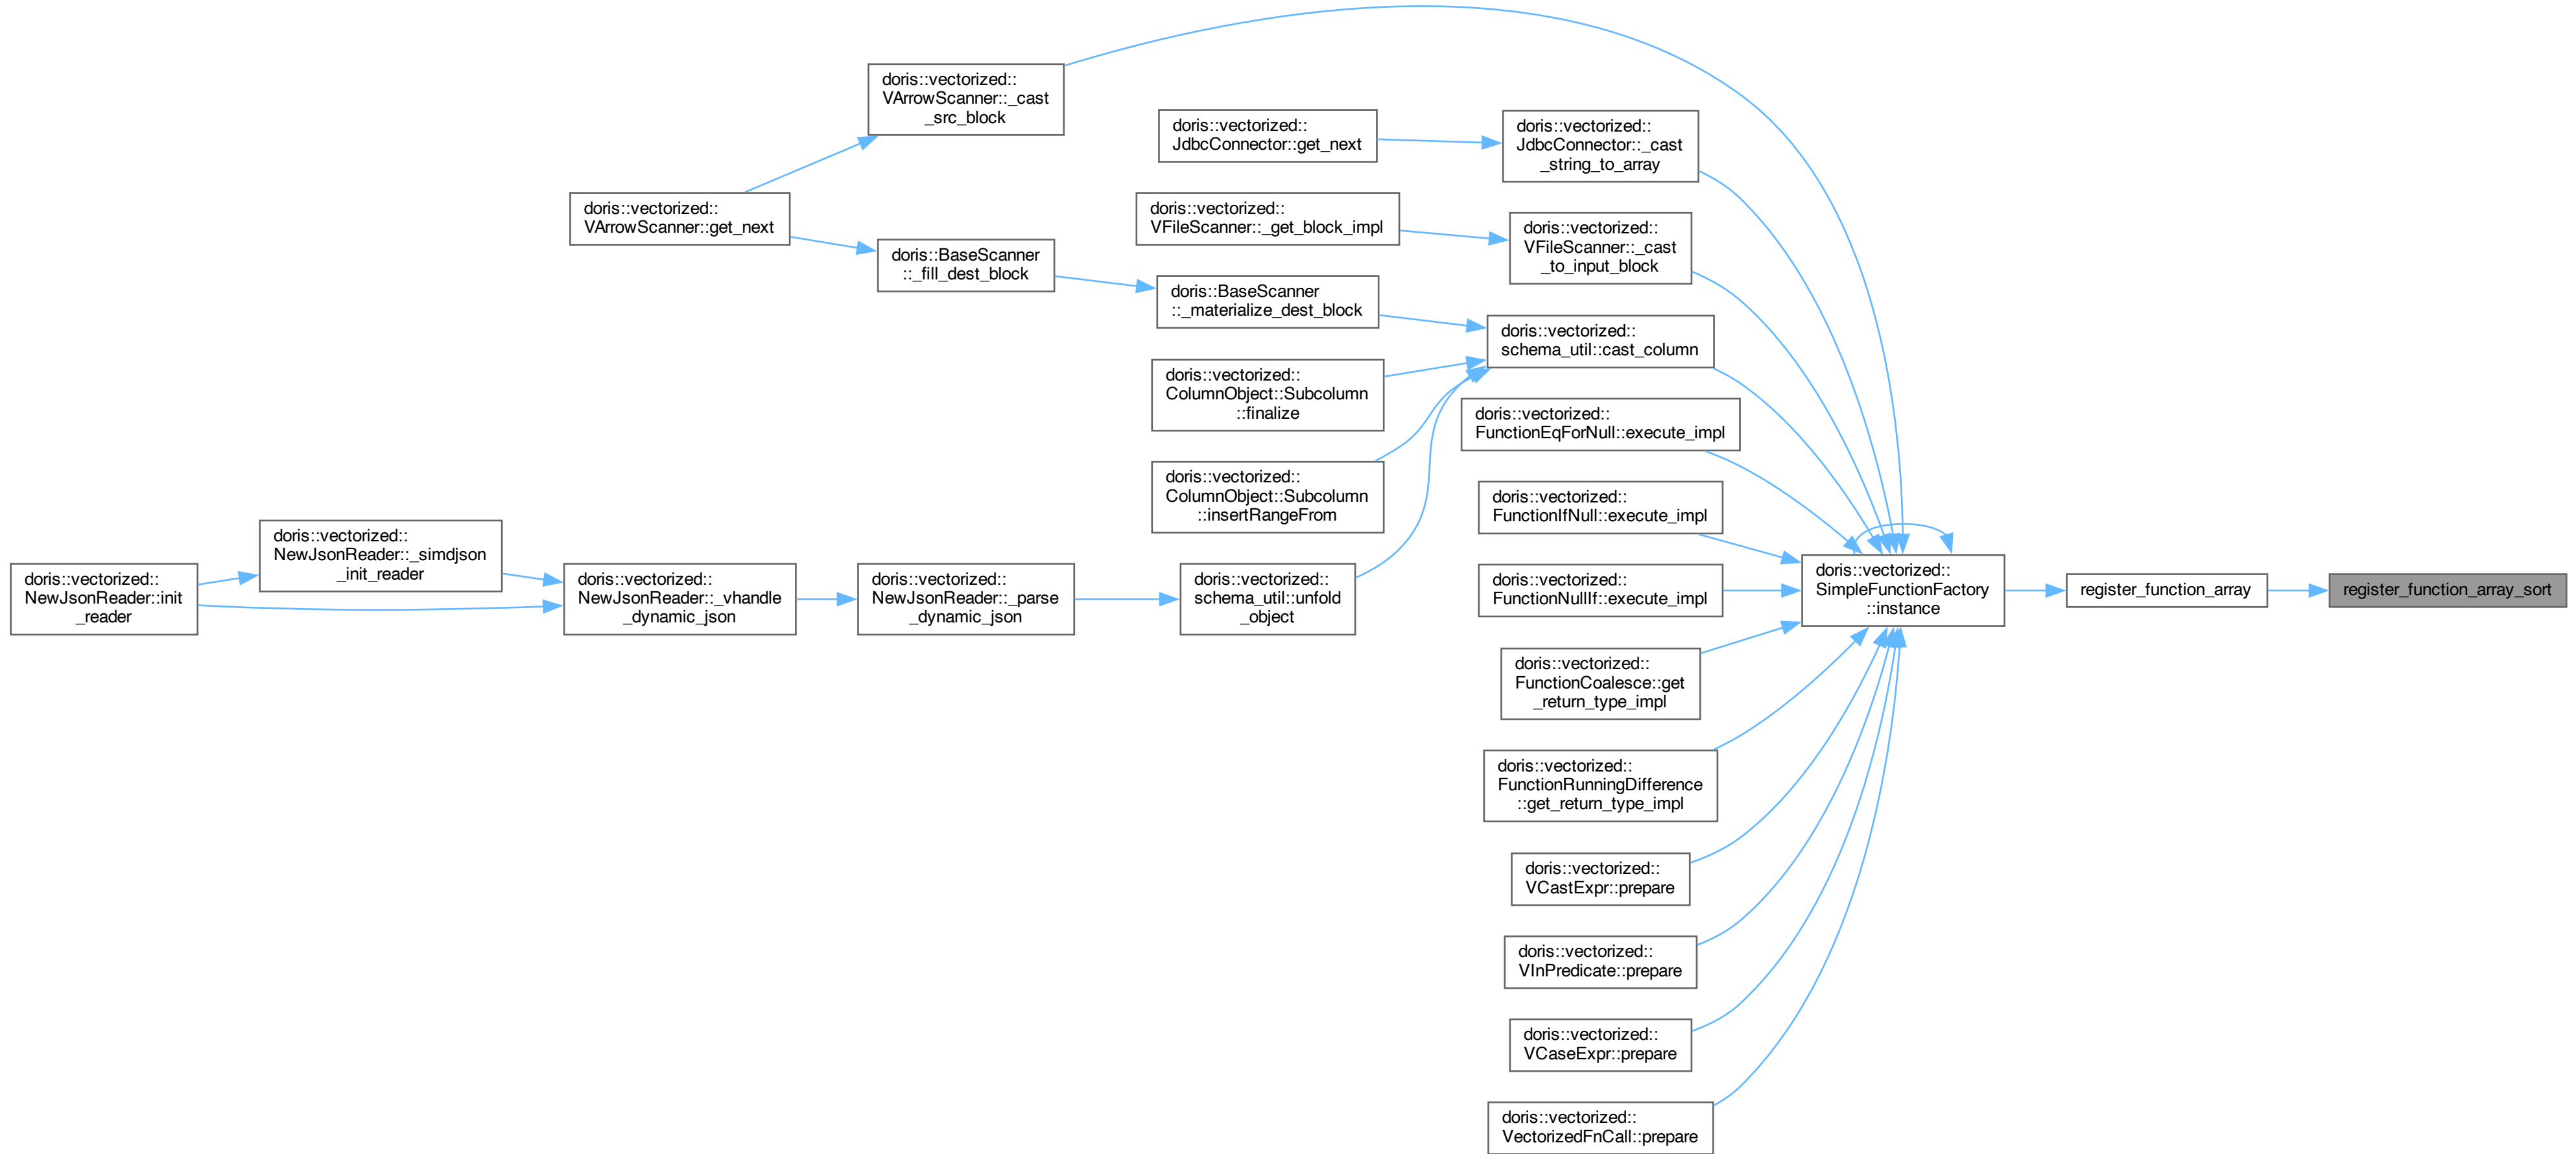 doris::vectorized::
VArrowScanner::_cast
_src_block
doris::vectorized::
JdbcConnector::get_next
doris::vectorized::
JdbcConnector::_cast
_string_to_array
doris::vectorized::
VArrowScanner::get_next
doris::vectorized::
VFileScanner::_get_block_impl
doris::vectorized::
VFileScanner::_cast
_to_input_block
doris::BaseScanner
::_fill_dest_block
doris::BaseScanner
::_materialize_dest_block
doris::vectorized::
schema_util::cast_column
doris::vectorized::
ColumnObject::Subcolumn
::finalize
doris::vectorized::
FunctionEqForNull::execute_impl
doris::vectorized::
ColumnObject::Subcolumn
::insertRangeFrom
doris::vectorized::
FunctionIfNull::execute_impl
doris::vectorized::
NewJsonReader::init
_reader
doris::vectorized::
NewJsonReader::_simdjson
_init_reader
doris::vectorized::
NewJsonReader::_vhandle
_dynamic_json
doris::vectorized::
NewJsonReader::_parse
_dynamic_json
doris::vectorized::
schema_util::unfold
_object
doris::vectorized::
FunctionNullIf::execute_impl
doris::vectorized::
SimpleFunctionFactory
::instance
register_function_array
register_function_array_sort
doris::vectorized::
FunctionCoalesce::get
_return_type_impl
doris::vectorized::
FunctionRunningDifference
::get_return_type_impl
doris::vectorized::
VCastExpr::prepare
doris::vectorized::
VInPredicate::prepare
doris::vectorized::
VCaseExpr::prepare
doris::vectorized::
VectorizedFnCall::prepare